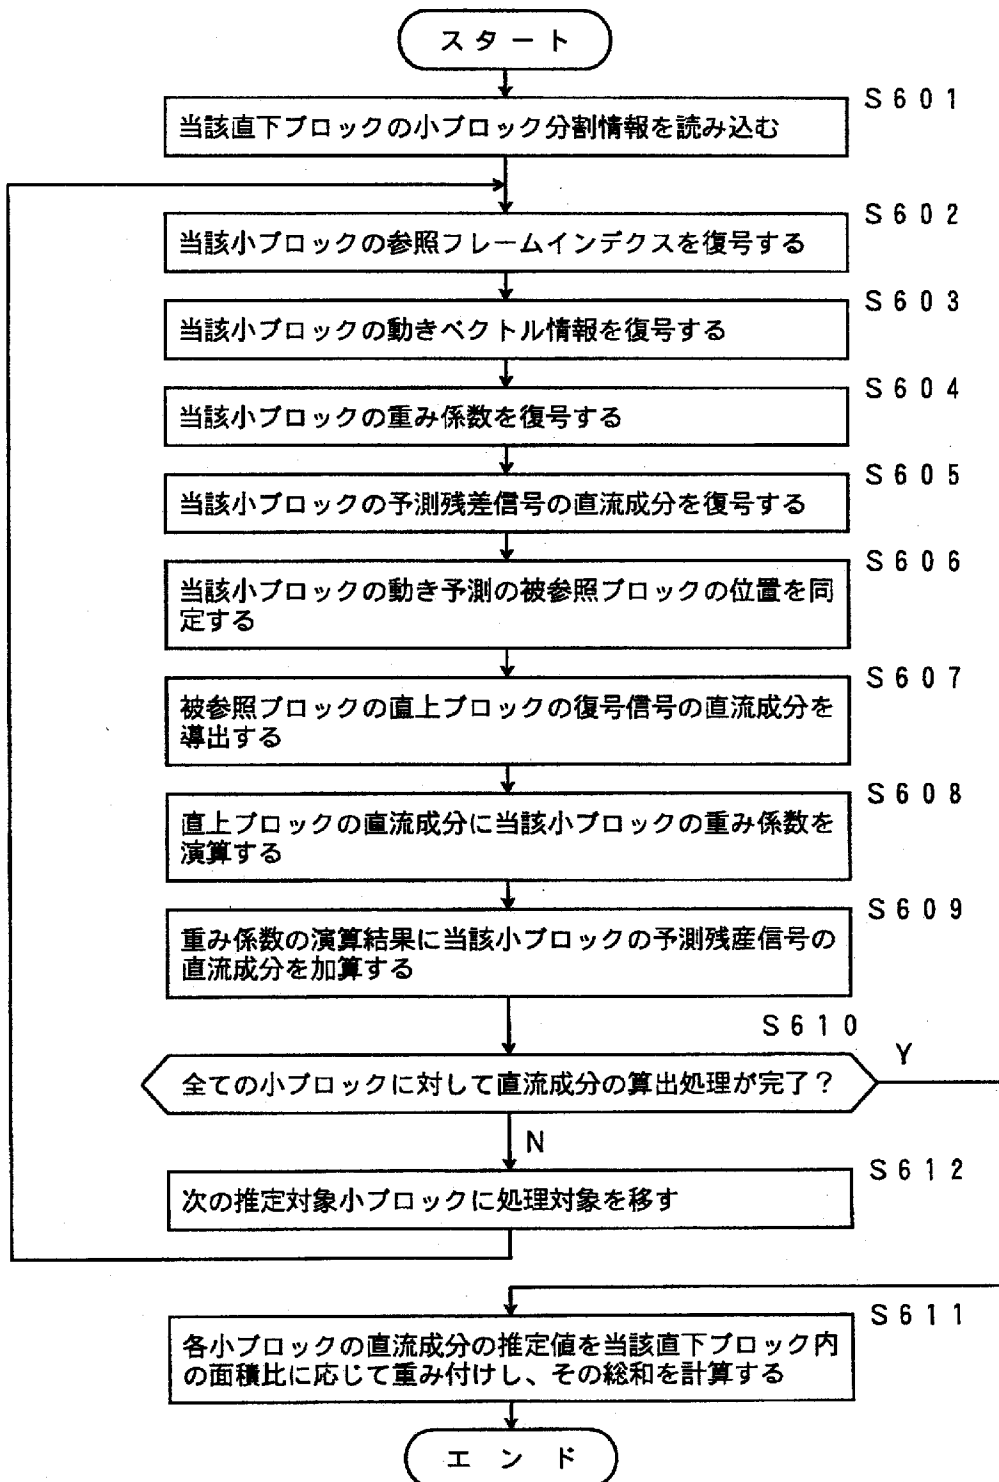 スタート
S601
当該直下ブロックの小ブロック分割情報を読み込む
S602
当該小ブロックの参照フレームインデクスを復号する
S603
当該小ブロックの動きベクトル情報を復号する
S604
当該小ブロックの重み係数を復号する
S605
当該小ブロックの予測残差信号の直流成分を復号する
S606
当該小ブロックの動き予測の被参照ブロックの位置を同
定する
S607
被参照ブロックの直上ブロックの復号信号の直流成分を
導出する
S608
直上ブロックの直流成分に当該小ブロックの重み係数を
演算する
S609
重み係数の演算結果に当該小ブロックの予測残産信号の
直流成分を加算する
S610
全ての小ブロックに対して直流成分の算出処理が完了？
Y
N
S612
次の推定対象小ブロックに処理対象を移す
S611
各小ブロックの直流成分の推定値を当該直下ブロック内
の面積比に応じて重み付けし、その総和を計算する
エンド